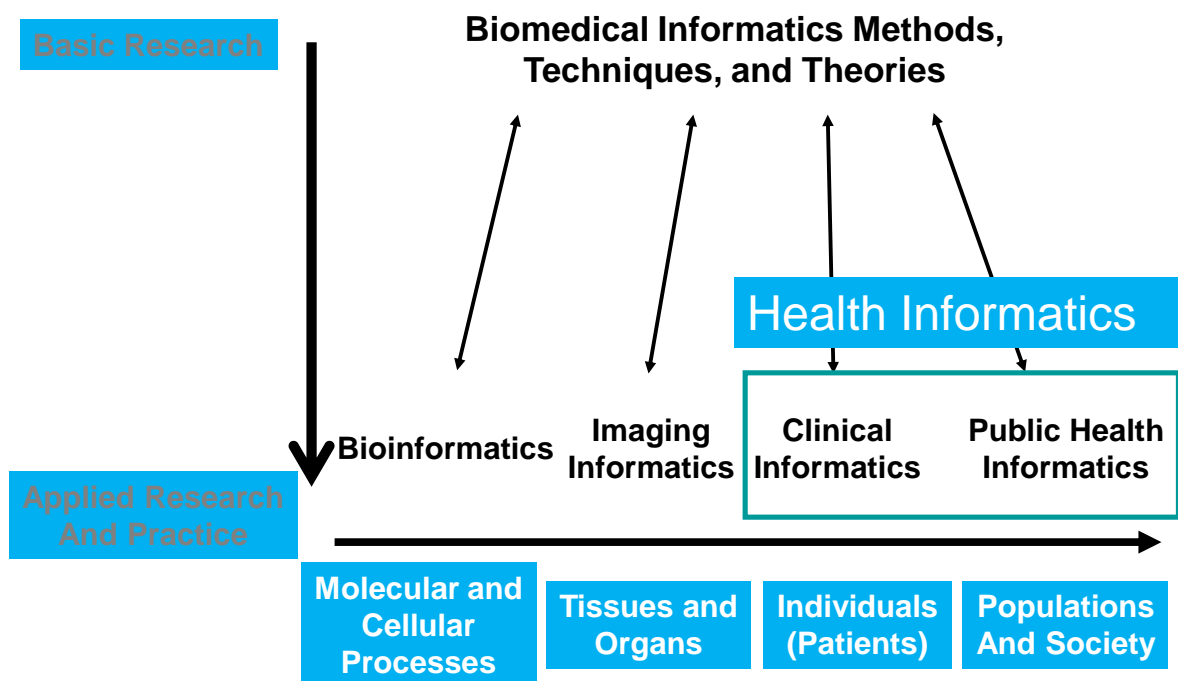 Basic Research
Biomedical Informatics Methods,
Techniques, and Theories
Health Informatics
Bioinformatics
Imaging
Informatics
Clinical
Informatics
Public Health
Informatics
Applied Research
And Practice
Molecular and
Cellular
Processes
Tissues and
Organs
Individuals
(Patients)
Populations
And Society